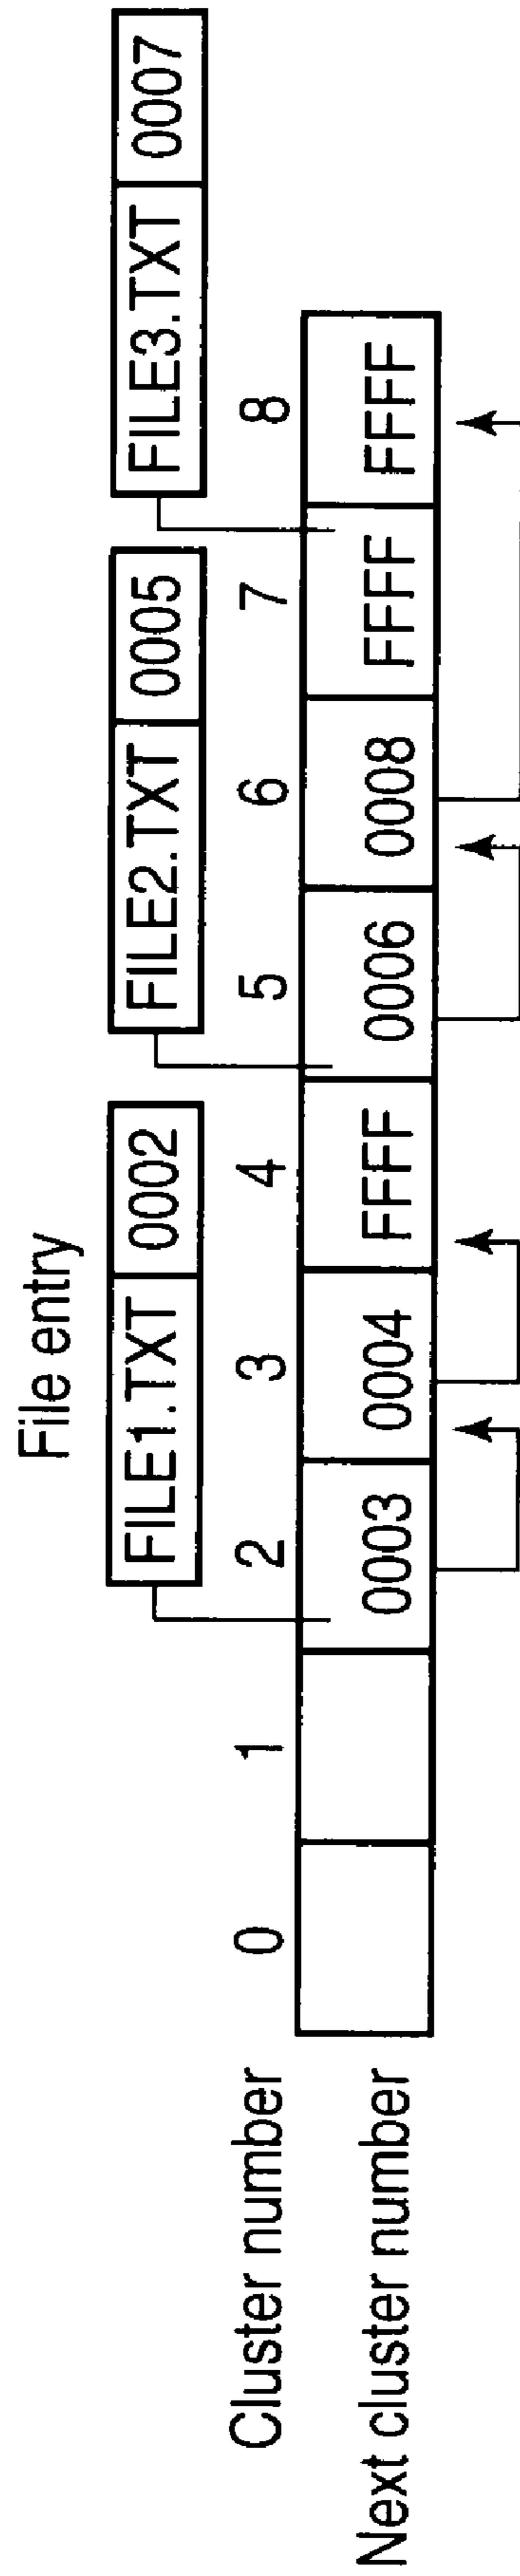 File entry
FILE1.TXT 0002 FILE2.TXT 0005 FILE3.TXT 0007
Cluster number 0 1 2 3 4 5 6 7 8
Next cluster number 0003 0004 FFFF 0006 0008 FFFF FFFF